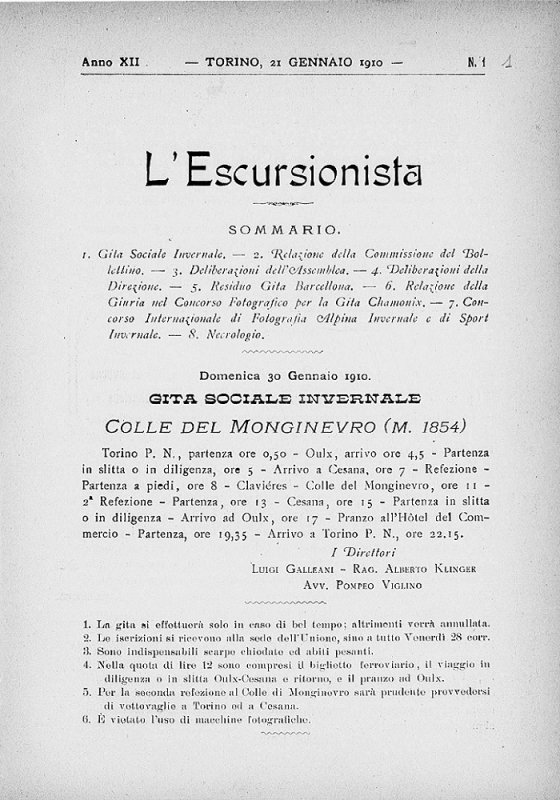 Anno XII — TORINO, 21 GENNAIO 1910 — N. 1 1
L'Escursionista
SOMMARIO.
1. Gita Sociale Invernale. — 2. Relazione della Commissione del Bol-
lettino. — 3. Deliberazioni dell'Assemblea. — 4. Deliberazioni della
Direzione. — 5. Residuo Gita Barcellona. — 6. Relazione della
Giuria nel Concorso Fotografico per la Gita Chamonix. — 7. Con-
corso Internazionale di Fotografia Alpina Invernale e di Sport
Invernale. — 8. Necrologio.
Domenica 30 Gennaio 1910.
GITA SOCIALE INVERNALE
COLLE DEL MONGINEVRO (M. 1854)
Torino P. N., partenza ore 0,50 - Oulx, arrivo ore 4,5 - Partenza
in slitta o in diligenza, ore 5 - Arrivo a Cesana, ore 7 - Refezione -
Partenza a piedi, ore 8 - Claviéres - Colle del Monginevro, ore 11 -
2ª Refezione - Partenza, ore 13 - Cesana, ore 15 - Partenza in slitta
o in diligenza - Arrivo ad Oulx, ore 17 - Pranzo all'Hôtel del Com-
mercio - Partenza, ore 19,35 - Arrivo a Torino P. N., ore 22.15.
I Direttori
LUIGI GALLEANI - RAG. ALBERTO KLINGER
AVV. POMPEO VIGLINO
1. La gita si effettuerà solo in caso di bel tempo; altrimenti verrà annullata.
2. Le iscrizioni si ricevono alla sede dell'Unione, sino a tutto Venerdì 28 corr.
3. Sono indispensabili scarpe chiodate ed abiti pesanti.
4. Nella quota di lire 12 sono compresi il biglietto ferroviario, il viaggio in
diligenza o in slitta Oulx-Cesana e ritorno, e il pranzo ad Oulx.
5. Per la seconda refezione al Colle di Monginevro sarà prudente provvedersi
di vettovaglie a Torino ed a Cesana.
6. È vietato l'uso di macchine fotografiche.